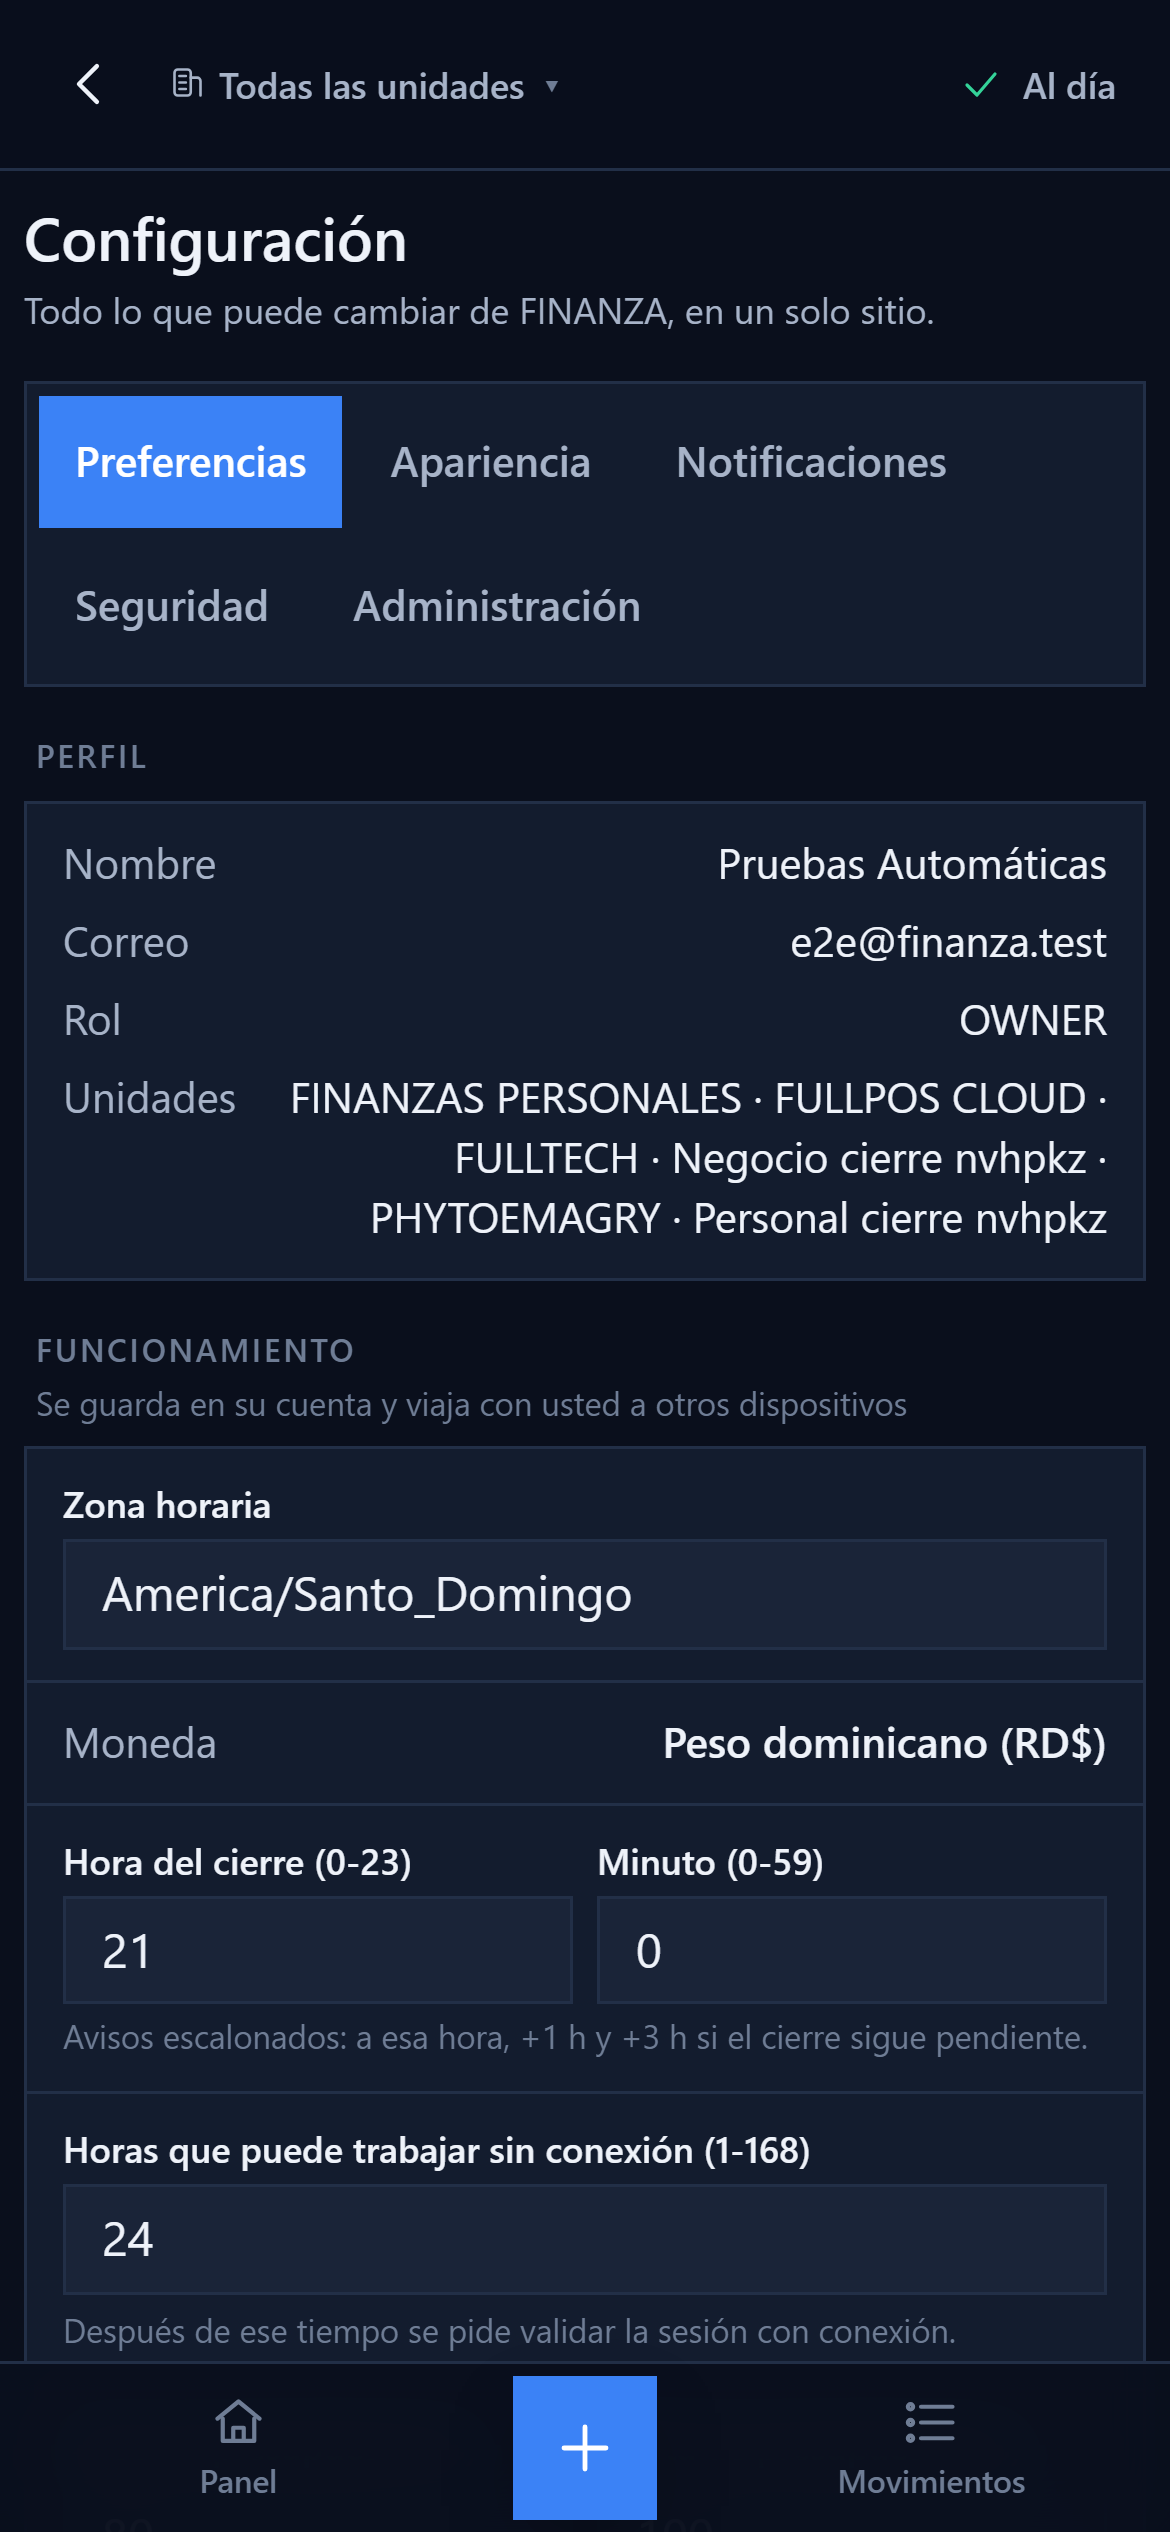 Todas las unidades ▼
Al día
Configuración
Todo lo que puede cambiar de FINANZA, en un solo sitio.
Preferencias Apariencia Notificaciones
Seguridad Administración
PERFIL
Nombre Pruebas Automáticas
Correo e2e@finanza.test
Rol OWNER
Unidades FINANZAS PERSONALES · FULLPOS CLOUD ·
FULLTECH · Negocio cierre nvhpkz ·
PHYTOEMAGRY · Personal cierre nvhpkz
FUNCIONAMIENTO
Se guarda en su cuenta y viaja con usted a otros dispositivos
Zona horaria
America/Santo_Domingo
Moneda Peso dominicano (RD$)
Hora del cierre (0-23) Minuto (0-59)
21 0
Avisos escalonados: a esa hora, +1 h y +3 h si el cierre sigue pendiente.
Horas que puede trabajar sin conexión (1-168)
24
Después de ese tiempo se pide validar la sesión con conexión.
Panel + Movimientos